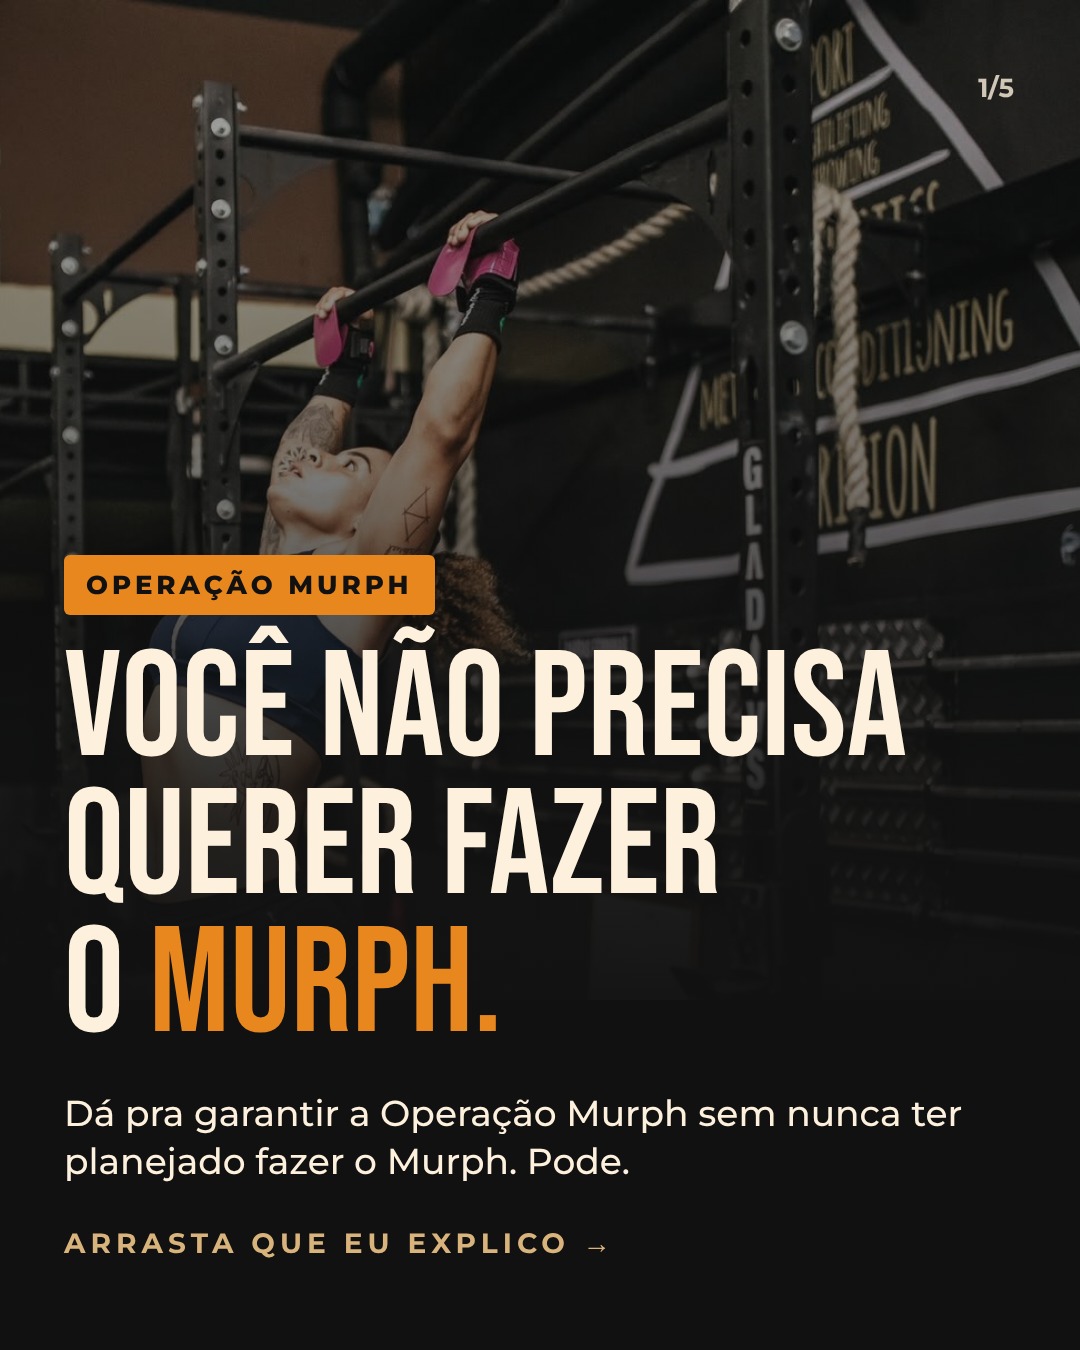 1/5
CONDITIONING
OPERAÇÃO MURPH
VOCÊ NÃO PRECISA
QUERER FAZER
O MURPH.
Dá pra garantir a Operação Murph sem nunca ter
planejado fazer o Murph. Pode.
ARRASTA QUE EU EXPLICO →